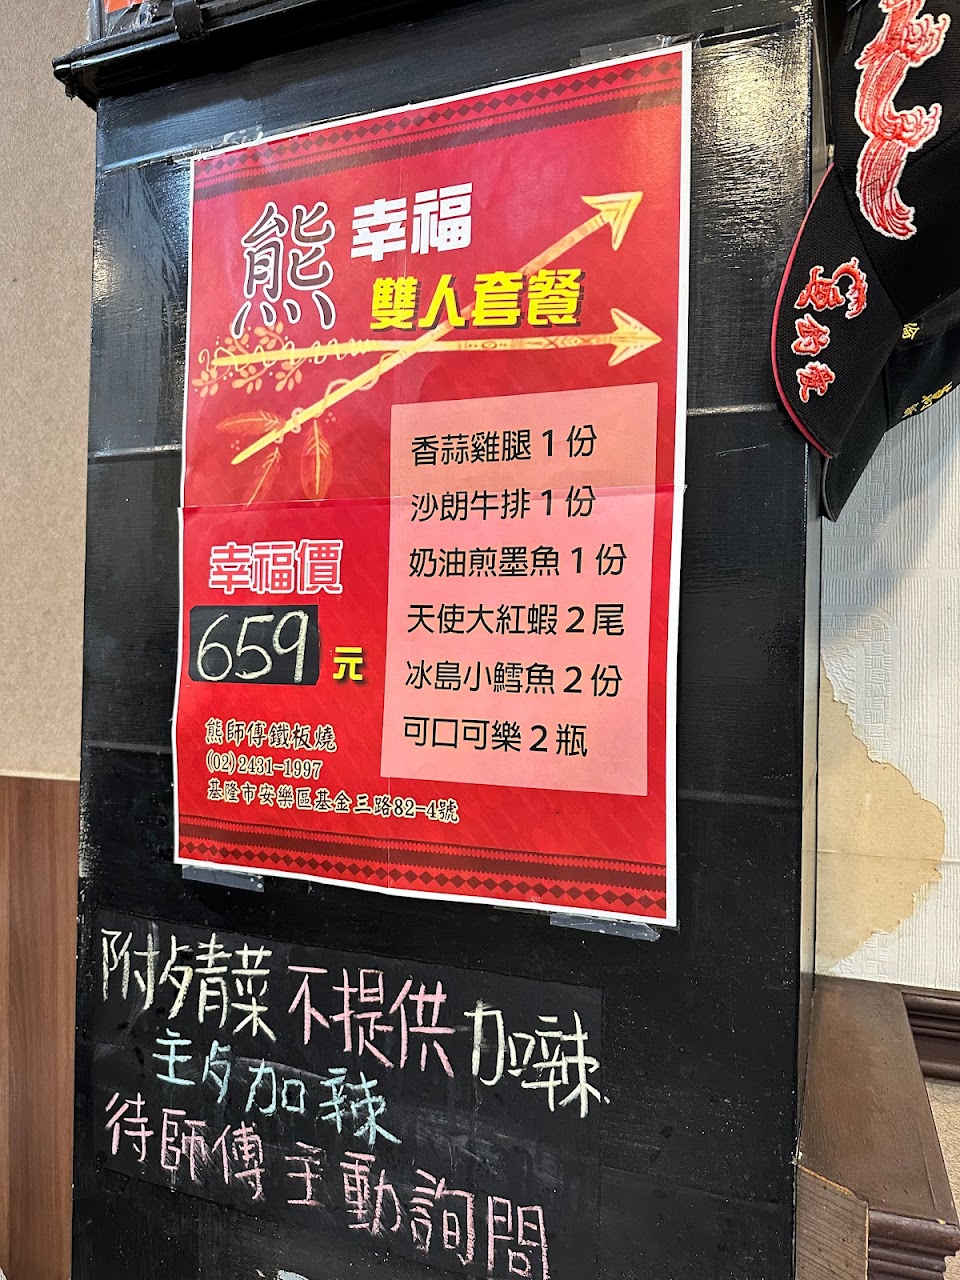 熊 幸福
雙人套餐
香蒜雞腿 1 份
沙朗牛排 1 份
奶油煎墨魚 1 份
天使大紅蝦 2 尾
冰島小鱈魚 2 份
可口可樂 2 瓶
幸福價
659 元
熊師傅鐵板燒
(02)2431-1997
基隆市安樂區基金三路82-4號
附歺青菜不提供加辣
主歺加辣
待師傅主動詢問